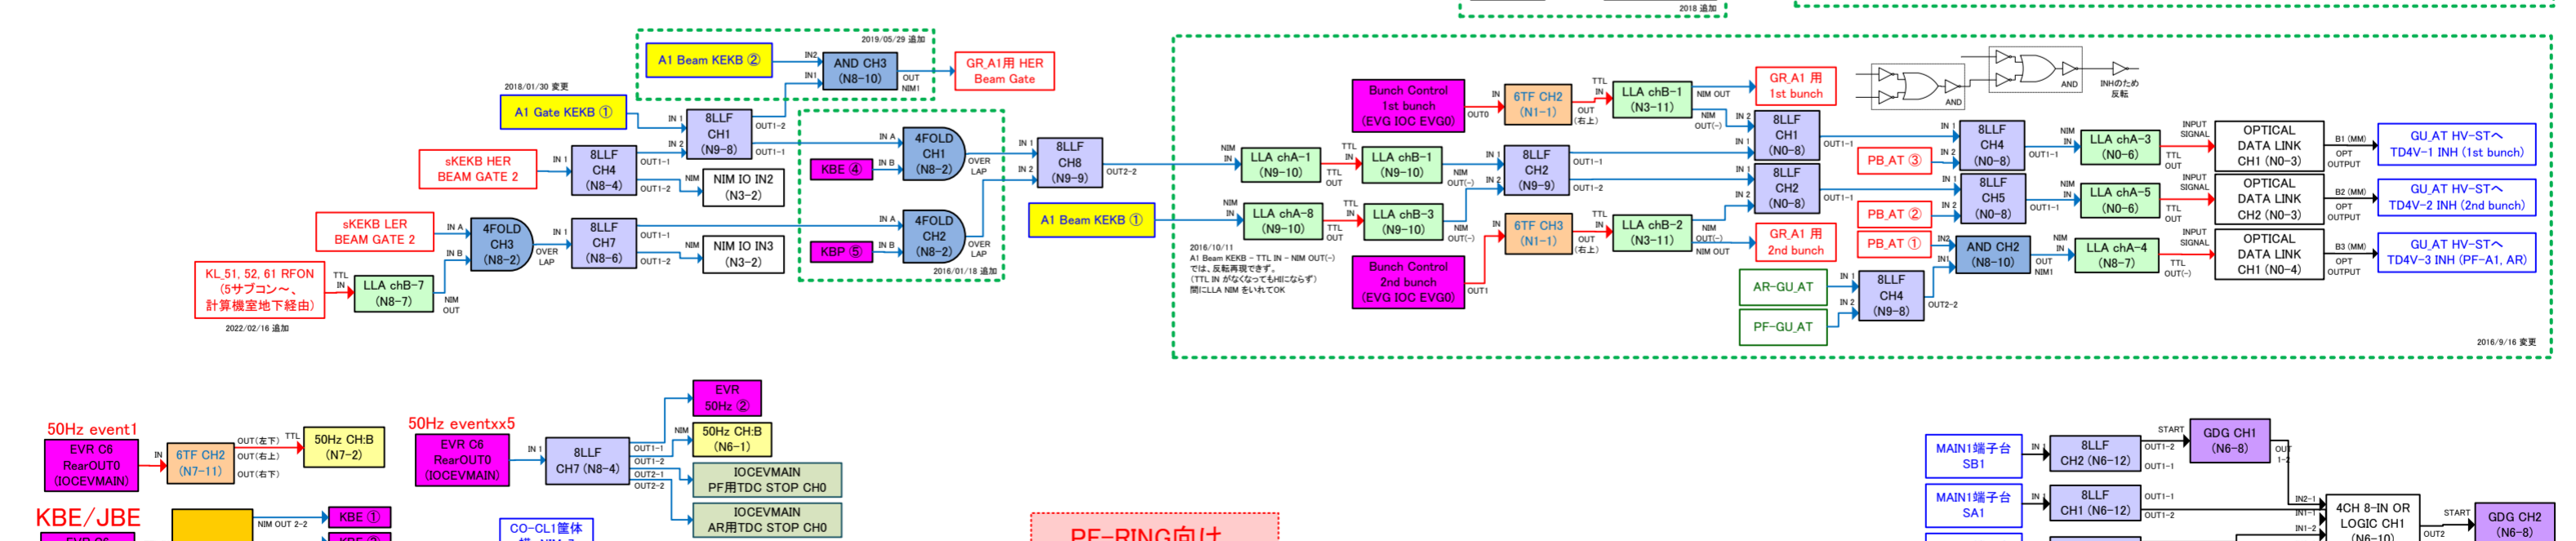 2018 追加
2019/05/29 追加
A1 Beam KEKB ②
IN2
IN1
AND CH3
(N8-10)
OUT
NIM1
GR_A1用 HER
Beam Gate
2018/01/30 変更
A1 Gate KEKB ①
IN 1
IN 2
8LLF
CH1
(N9-8)
OUT1-2
OUT1-1
sKEKB HER
BEAM GATE 2
IN 1
8LLF
CH4
(N8-4)
OUT1-1
OUT1-2
NIM
NIM IO IN2
(N3-2)
KBE ④
IN A
IN B
4FOLD
CH1
(N8-2)
OVER
LAP
IN 1
IN 2
8LLF
CH8
(N9-9)
OUT2-2
sKEKB LER
BEAM GATE 2
IN A
IN B
4FOLD
CH3
(N8-2)
OVER
LAP
IN 1
8LLF
CH7
(N8-6)
OUT1-1
OUT1-2
NIM
NIM IO IN3
(N3-2)
KBP ⑤
IN A
IN B
4FOLD
CH2
(N8-2)
OVER
LAP
2016/01/18 追加
KL_51, 52, 61 RFON
(5サブコン～、
計算機室地下経由)
TTL
IN
LLA chB-7
(N8-7)
NIM
OUT
2022/02/16 追加
A1 Beam KEKB ①
NIM
IN
LLA chA-1
(N9-10)
TTL
OUT
TTL
IN
LLA chB-1
(N9-10)
NIM
OUT(-)
NIM
IN
LLA chA-8
(N9-10)
TTL
OUT
TTL
IN
LLA chB-3
(N9-10)
NIM
OUT(-)
2016/10/11
A1 Beam KEKB - TTL IN - NIM OUT(-)
では、反転再現できず。
(TTL IN がなくなってもHIにならず)
間にLLA NIM をいれてOK
Bunch Control
1st bunch
(EVG IOC EVG0)
OUT0
IN
6TF CH2
(N1-1)
OUT
(右上)
TTL
IN
LLA chB-1
(N3-11)
NIM OUT
NIM
OUT(-)
GR_A1 用
1st bunch
IN 1
IN 2
8LLF
CH2
(N9-9)
OUT1-1
OUT1-2
IN 2
IN 1
8LLF
CH1
(N0-8)
OUT1-1
IN 1
IN 2
8LLF
CH2
(N0-8)
OUT1-1
Bunch Control
2nd bunch
(EVG IOC EVG0)
OUT1
IN
6TF CH3
(N1-1)
OUT
(右上)
TTL
IN
LLA chB-2
(N3-11)
NIM
OUT(-)
NIM OUT
GR_A1 用
2nd bunch
AND
AND
INHのため
反転
PB_AT ③
IN 1
IN 2
8LLF
CH4
(N0-8)
OUT1-1
NIM
IN
LLA chA-3
(N0-6)
TTL
OUT
INPUT
SIGNAL
OPTICAL
DATA LINK
CH1 (N0-3)
B1 (MM)
OPT
OUTPUT
GU_AT HV-STへ
TD4V-1 INH (1st bunch)
PB_AT ②
IN 1
IN 2
8LLF
CH5
(N0-8)
OUT1-1
NIM
IN
LLA chA-5
(N0-6)
TTL
OUT
INPUT
SIGNAL
OPTICAL
DATA LINK
CH2 (N0-3)
B2 (MM)
OPT
OUTPUT
GU_AT HV-STへ
TD4V-2 INH (2nd bunch)
PB_AT ①
IN2
IN1
AND CH2
(N8-10)
OUT
NIM1
NIM
IN
LLA chA-4
(N8-7)
TTL
OUT(-)
INPUT
SIGNAL
OPTICAL
DATA LINK
CH1 (N0-4)
B3 (MM)
OPT
OUTPUT
GU_AT HV-STへ
TD4V-3 INH (PF-A1, AR)
AR-GU_AT
PF-GU_AT
IN 1
IN 2
8LLF
CH4
(N9-8)
OUT2-2
2016/9/16 変更
50Hz event1
EVR C6
RearOUT0
(IOCEVMAIN)
IN
6TF CH2
(N7-11)
OUT(左下)
OUT(右上)
OUT(右下)
TTL
50Hz CH:B
(N7-2)
50Hz eventxx5
EVR C6
RearOUT0
(IOCEVMAIN)
IN 1
8LLF
CH7 (N8-4)
OUT1-1
OUT1-2
OUT2-1
OUT2-2
EVR
50Hz ②
NIM
50Hz CH:B
(N6-1)
IOCEVMAIN
PF用TDC STOP CH0
IOCEVMAIN
AR用TDC STOP CH0
KBE/JBE
NIM OUT 2-2
KBE ①
CO-CL1筐体
PF-RING向け
MAIN1端子台
SB1
IN 1
8LLF
CH2 (N6-12)
OUT1-2
OUT1-1
START
GDG CH1
(N6-8)
OUT
1-2
MAIN1端子台
SA1
IN 1
8LLF
CH1 (N6-12)
OUT1-1
OUT1-2
IN2-1
IN1-1
IN1-2
4CH 8-IN OR
LOGIC CH1
(N6-10)
OUT2
START
GDG CH2
(N6-8)